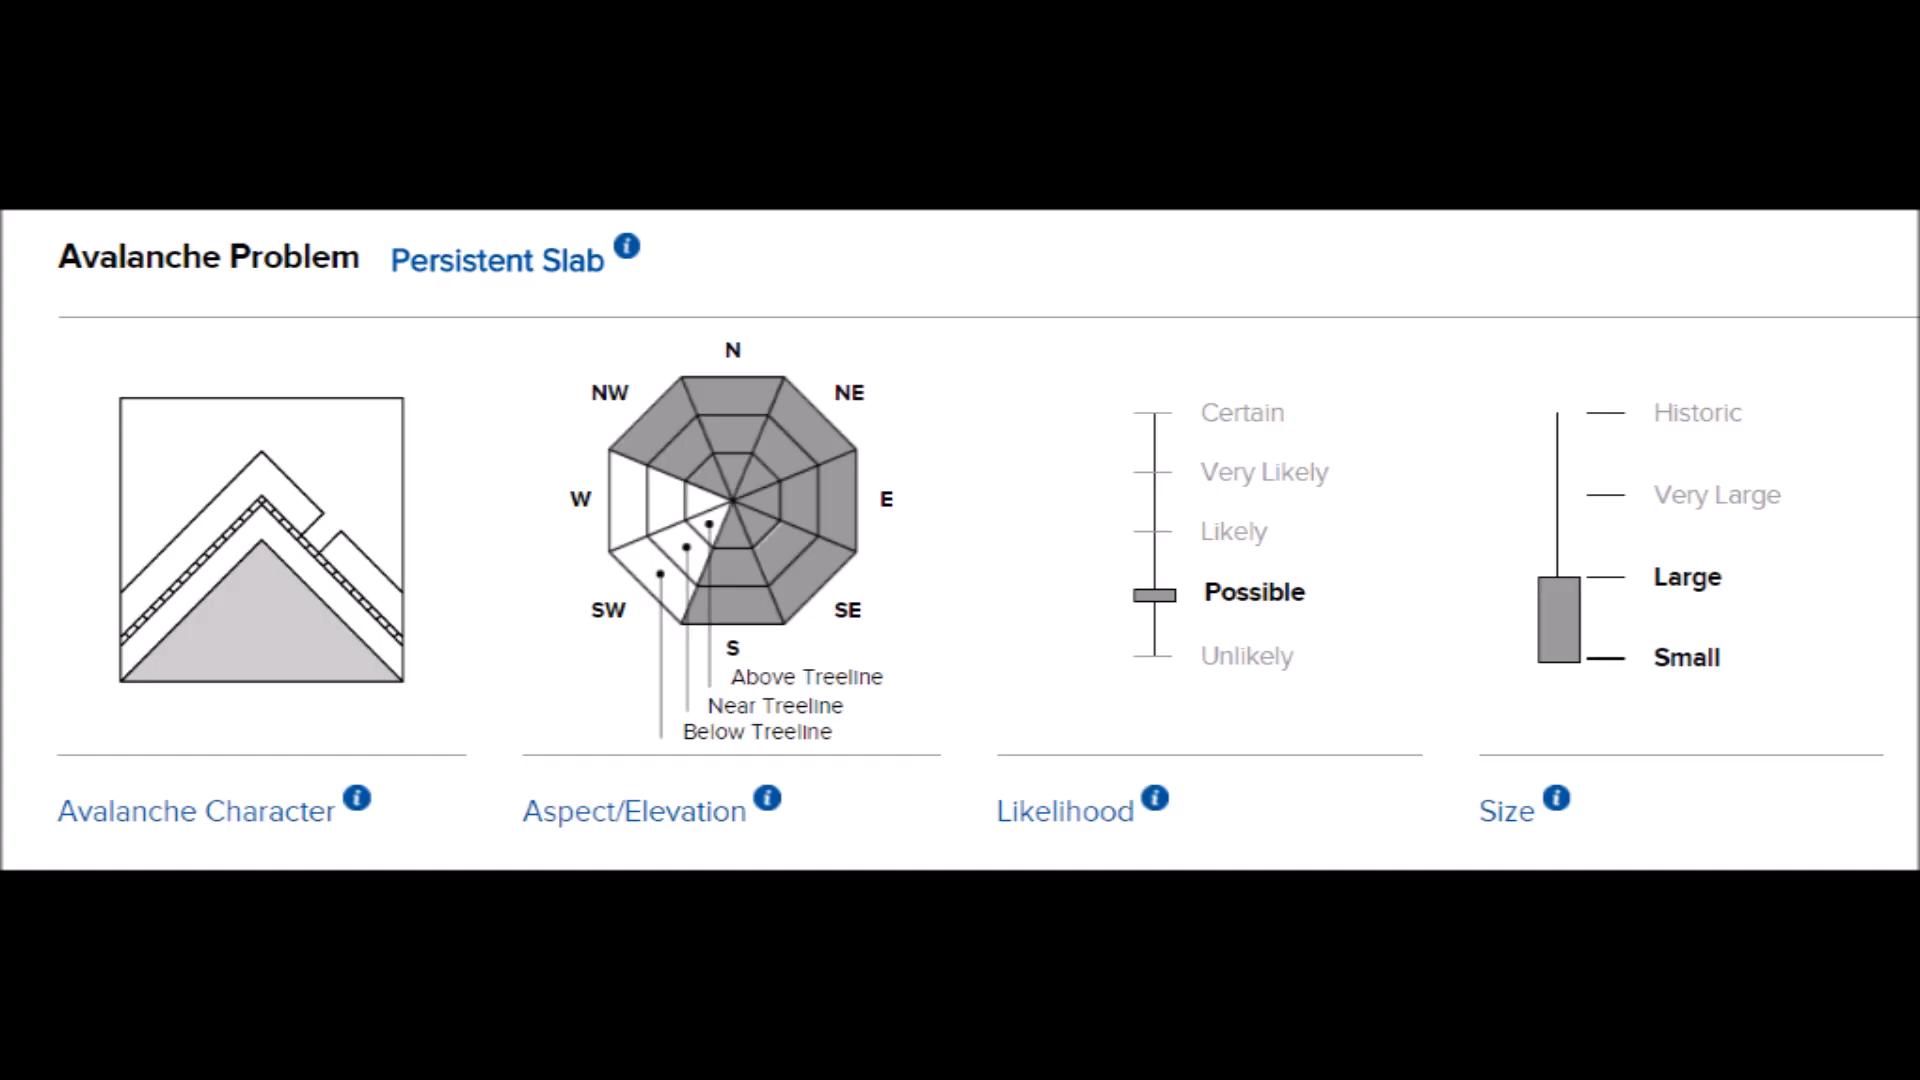 Avalanche Problem Persistent Slab i
N
NW NE
W E
SW SE
S
Above Treeline
Near Treeline
Below Treeline
Certain
Very Likely
Likely
Possible
Unlikely
Historic
Very Large
Large
Small
Avalanche Character i
Aspect/Elevation i
Likelihood i
Size i